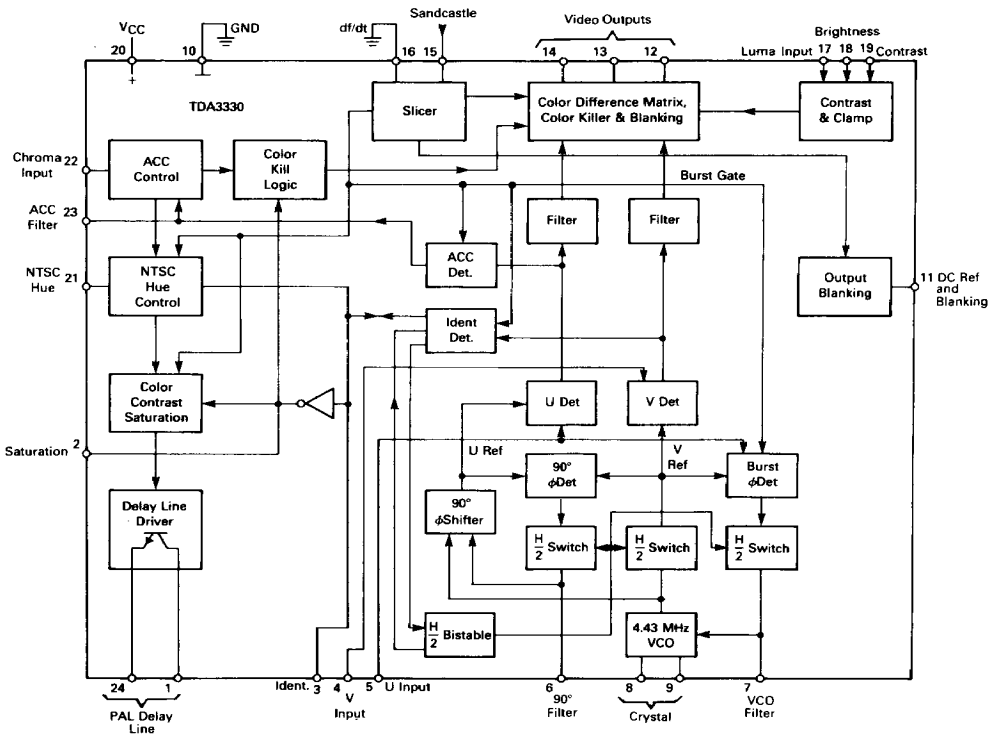 Sandcastle
VCC
GND
df/dt
Video Outputs
Brightness
20
10
16
15
14
13
12
Luma Input
17
18
19
Contrast
+
TDA3330
Slicer
Color Difference Matrix,
Color Killer & Blanking
Contrast
& Clamp
Chroma 22
Input
ACC
Control
Color
Kill
Logic
Burst Gate
ACC 23
Filter
Filter
Filter
ACC
Det.
NTSC 21
Hue
NTSC
Hue
Control
Output
Blanking
11 DC Ref
and
Blanking
Ident
Det.
Color
Contrast
Saturation
U Det
V Det
Saturation 2
U Ref
V
Ref
90°
ϕDet
Burst
ϕDet
Delay Line
Driver
90°
ϕShifter
H/2 Switch
H/2 Switch
H/2 Switch
H/2 Bistable
4.43 MHz
VCO
24
1
Ident. 3
4
5 U Input
6
8
9
7
PAL Delay
Line
V
Input
90°
Filter
Crystal
VCO
Filter